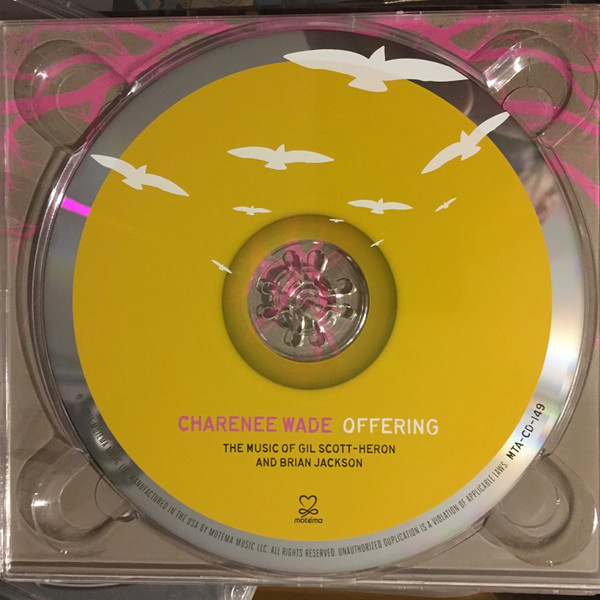 CHARENEE WADE OFFERING
THE MUSIC OF GIL SCOTT-HERON
AND BRIAN JACKSON
motéma
MANUFACTURED IN THE USA BY MOTÉMA MUSIC LLC. ALL RIGHTS RESERVED. UNAUTHORIZED DUPLICATION IS A VIOLATION OF APPLICABLE LAWS. MTA-CD-149